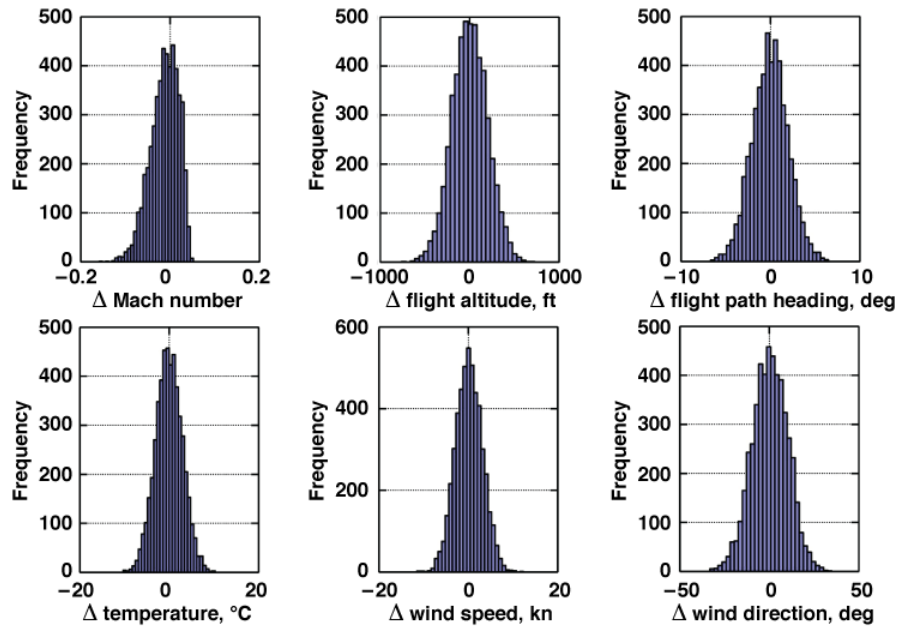 500
400
300
200
100
0
Frequency
−0.2 0 0.2
Δ Mach number
500
400
300
200
100
0
Frequency
−1000 0 1000
Δ flight altitude, ft
500
400
300
200
100
0
Frequency
−10 0 10
Δ flight path heading, deg
500
400
300
200
100
0
Frequency
−20 0 20
Δ temperature, °C
600
400
200
0
Frequency
−20 0 20
Δ wind speed, kn
500
400
300
200
100
0
Frequency
−50 0 50
Δ wind direction, deg